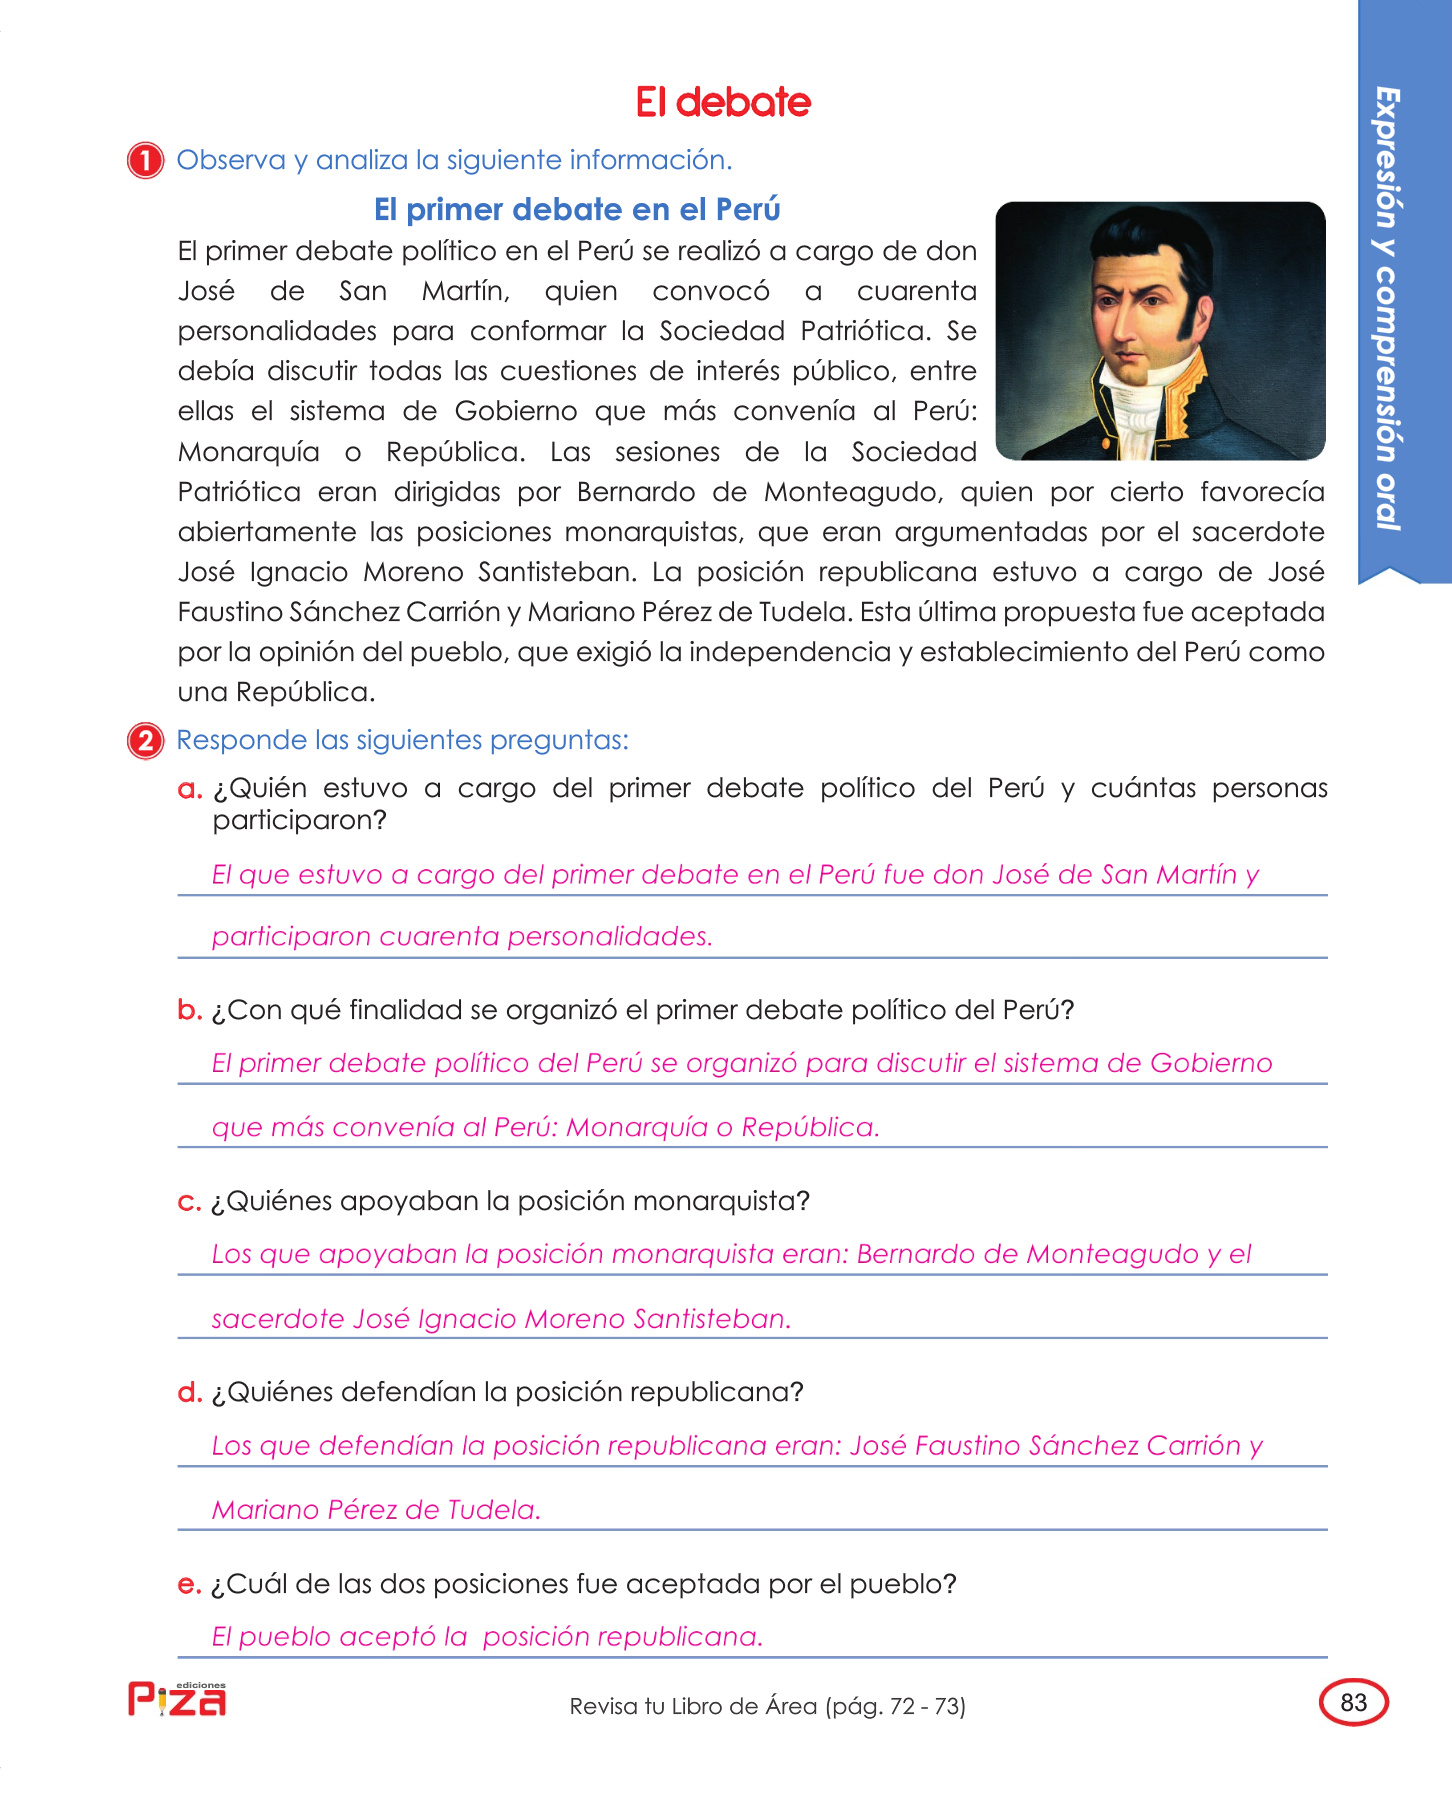 El debate
1 Observa y analiza la siguiente información.
El primer debate en el Perú
El primer debate político en el Perú se realizó a cargo de don
José de San Martín, quien convocó a cuarenta
personalidades para conformar la Sociedad Patriótica. Se
debía discutir todas las cuestiones de interés público, entre
ellas el sistema de Gobierno que más convenía al Perú:
Monarquía o República. Las sesiones de la Sociedad
Patriótica eran dirigidas por Bernardo de Monteagudo, quien por cierto favorecía
abiertamente las posiciones monarquistas, que eran argumentadas por el sacerdote
José Ignacio Moreno Santisteban. La posición republicana estuvo a cargo de José
Faustino Sánchez Carrión y Mariano Pérez de Tudela. Esta última propuesta fue aceptada
por la opinión del pueblo, que exigió la independencia y establecimiento del Perú como
una República.
2 Responde las siguientes preguntas:
a. ¿Quién estuvo a cargo del primer debate político del Perú y cuántas personas
participaron?
El que estuvo a cargo del primer debate en el Perú fue don José de San Martín y
participaron cuarenta personalidades.
b. ¿Con qué finalidad se organizó el primer debate político del Perú?
El primer debate político del Perú se organizó para discutir el sistema de Gobierno
que más convenía al Perú: Monarquía o República.
c. ¿Quiénes apoyaban la posición monarquista?
Los que apoyaban la posición monarquista eran: Bernardo de Monteagudo y el
sacerdote José Ignacio Moreno Santisteban.
d. ¿Quiénes defendían la posición republicana?
Los que defendían la posición republicana eran: José Faustino Sánchez Carrión y
Mariano Pérez de Tudela.
e. ¿Cuál de las dos posiciones fue aceptada por el pueblo?
El pueblo aceptó la  posición republicana.
ediciones
Piza
Revisa tu Libro de Área (pág. 72 - 73)
83
Expresión y comprensión oral